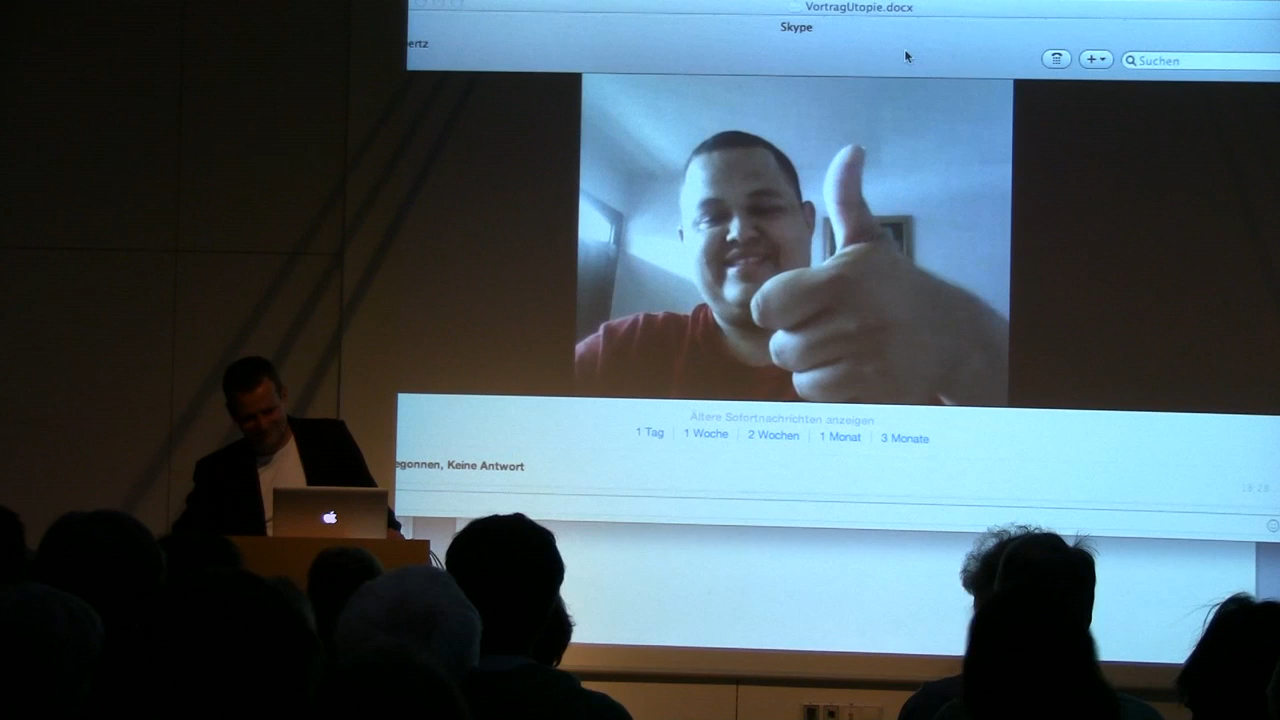 VortragUtopie.docx
Skype
ertz
Suchen
Ältere Sofortnachrichten anzeigen
1 Tag | 1 Woche | 2 Wochen | 1 Monat | 3 Monate
egonnen, Keine Antwort